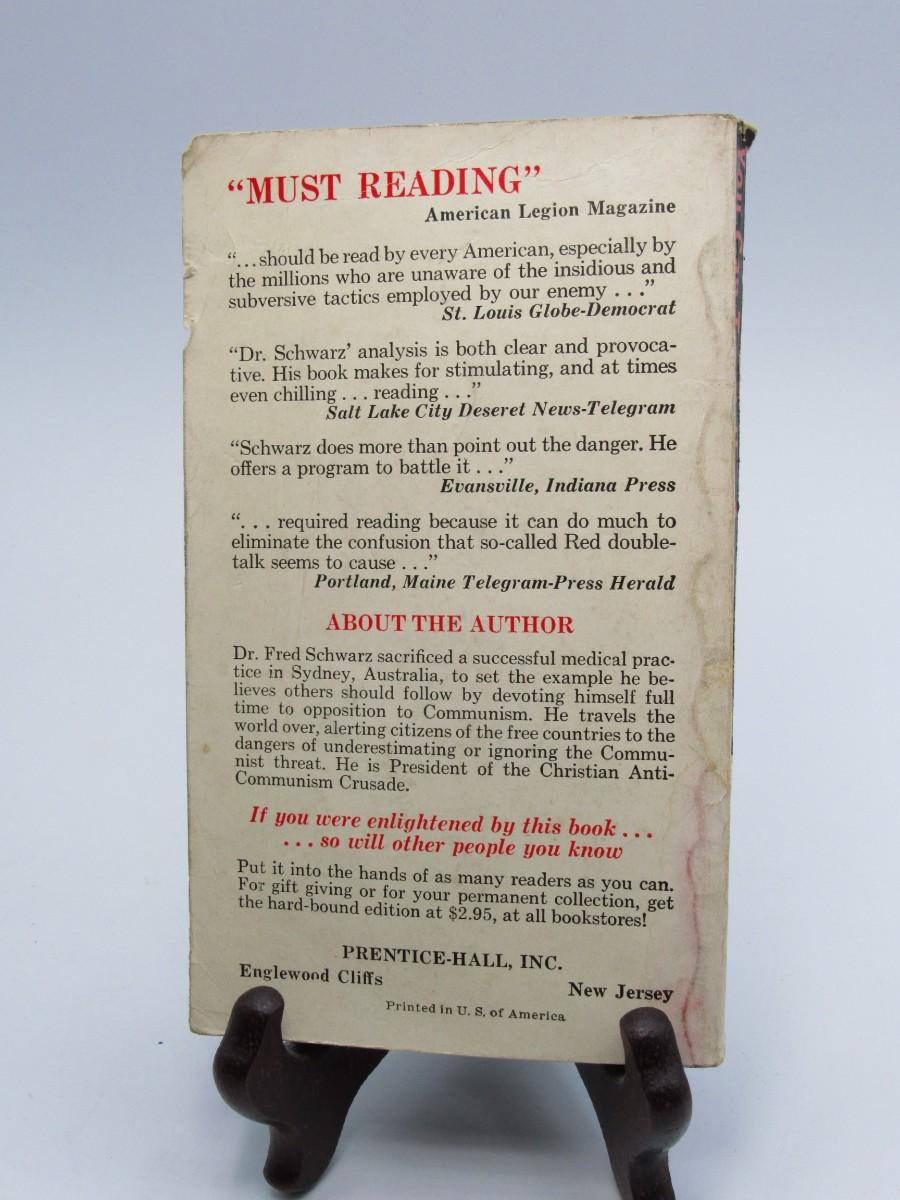 “MUST READING”
American Legion Magazine
“...should be read by every American, especially by
the millions who are unaware of the insidious and
subversive tactics employed by our enemy . . .”
St. Louis Globe-Democrat
“Dr. Schwarz’ analysis is both clear and provoca-
tive. His book makes for stimulating, and at times
even chilling . . . reading . . .”
Salt Lake City Deseret News-Telegram
“Schwarz does more than point out the danger. He
offers a program to battle it . . .”
Evansville, Indiana Press
“. . . required reading because it can do much to
eliminate the confusion that so-called Red double-
talk seems to cause . . .”
Portland, Maine Telegram-Press Herald
ABOUT THE AUTHOR
Dr. Fred Schwarz sacrificed a successful medical prac-
tice in Sydney, Australia, to set the example he be-
lieves others should follow by devoting himself full
time to opposition to Communism. He travels the
world over, alerting citizens of the free countries to the
dangers of underestimating or ignoring the Commu-
nist threat. He is President of the Christian Anti-
Communism Crusade.
If you were enlightened by this book . . .
. . . so will other people you know
Put it into the hands of as many readers as you can.
For gift giving or for your permanent collection, get
the hard-bound edition at $2.95, at all bookstores!
PRENTICE-HALL, INC.
Englewood Cliffs
New Jersey
Printed in U. S. of America